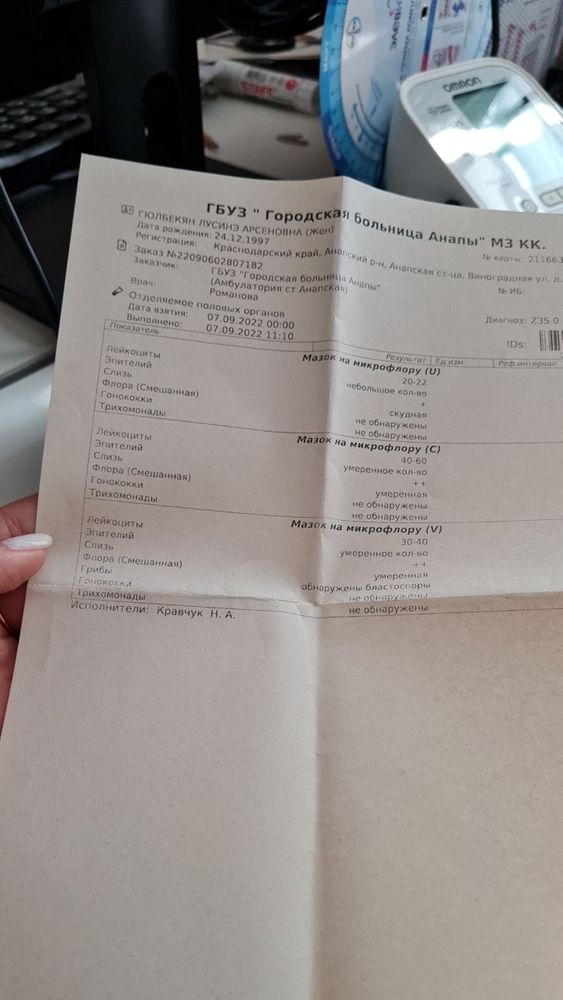 OMRON
ГБУЗ " Городская больница Анапы" МЗ КК.
ГЮЛБЕКЯН ЛУСИНЭ АРСЕНОВНА (Жен)
№ карты: 211663
Дата рождения: 24.12.1997
Регистрация: Краснодарский край, Анапский р-н, Анапская ст-ца, Виноградная ул, д.
Заказ №22090602807182
№ ИБ:
Заказчик: ГБУЗ "Городская больница Анапы"
(Амбулатория ст Анапская)
Врач: Романова
Диагноз: Z35.0
Отделяемое половых органов
Дата взятия: 07.09.2022 00:00
IDs:
Выполнено: 07.09.2022 11:10
Показатель Результат Ед.изм. Реф.интервал
Мазок на микрофлору (U)
Лейкоциты 20-22
Эпителий небольшое кол-во
Слизь +
Флора (Смешанная) скудная
Гонококки не обнаружены
Трихомонады не обнаружены
Мазок на микрофлору (C)
Лейкоциты 40-60
Эпителий умеренное кол-во
Слизь ++
Флора (Смешанная) умеренная
Гонококки не обнаружены
Трихомонады не обнаружены
Мазок на микрофлору (V)
Лейкоциты 30-40
Эпителий умеренное кол-во
Слизь ++
Флора (Смешанная) умеренная
Грибы обнаружены бластоспоры
Гонококки не обнаружены
Трихомонады не обнаружены
Исполнители: Кравчук Н. А.